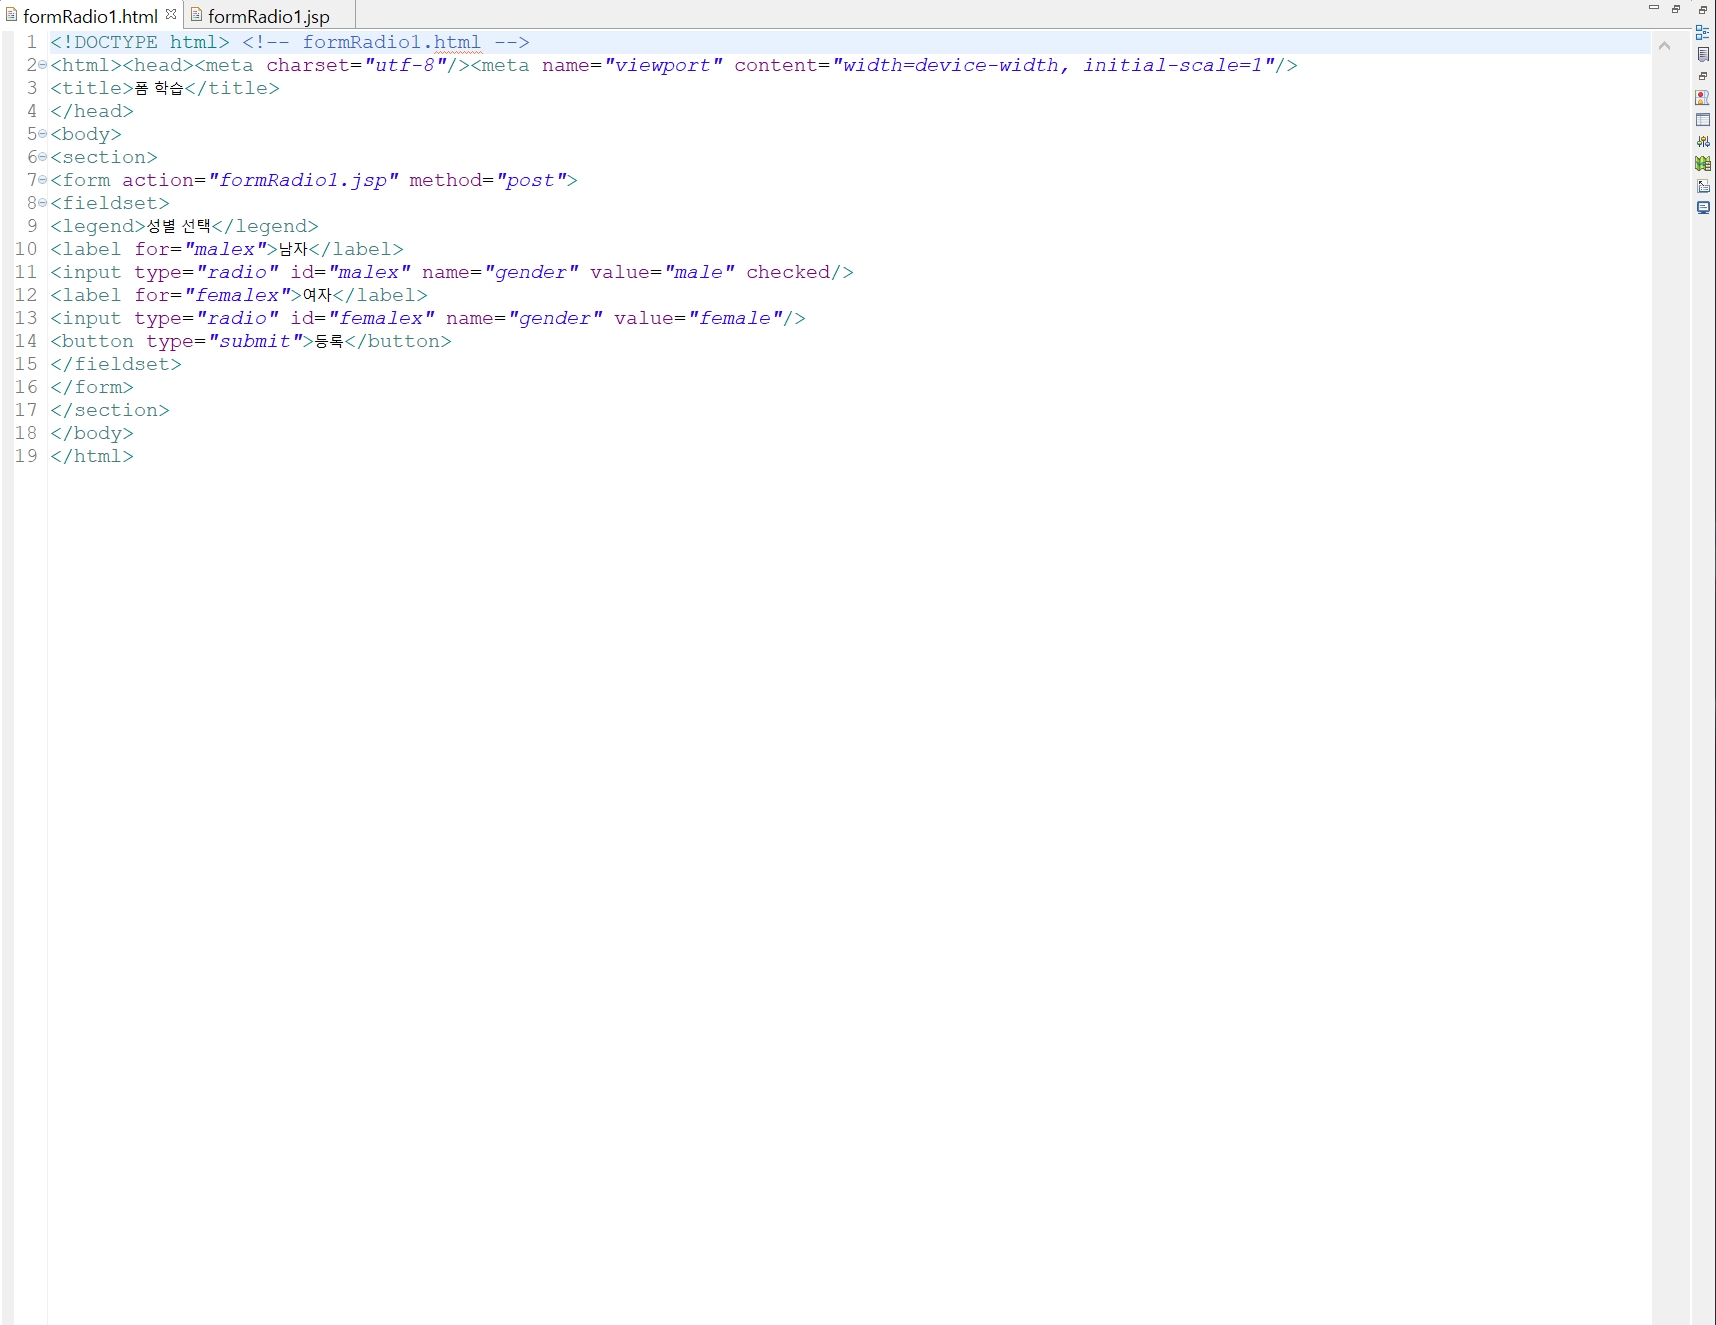 formRadio1.html formRadio1.jsp
1 <!DOCTYPE html> <!-- formRadio1.html -->
2 <html><head><meta charset="utf-8"/><meta name="viewport" content="width=device-width, initial-scale=1"/>
3 <title>폼 학습</title>
4 </head>
5 <body>
6 <section>
7 <form action="formRadio1.jsp" method="post">
8 <fieldset>
9 <legend>성별 선택</legend>
10 <label for="malex">남자</label>
11 <input type="radio" id="malex" name="gender" value="male" checked/>
12 <label for="femalex">여자</label>
13 <input type="radio" id="femalex" name="gender" value="female"/>
14 <button type="submit">등록</button>
15 </fieldset>
16 </form>
17 </section>
18 </body>
19 </html>